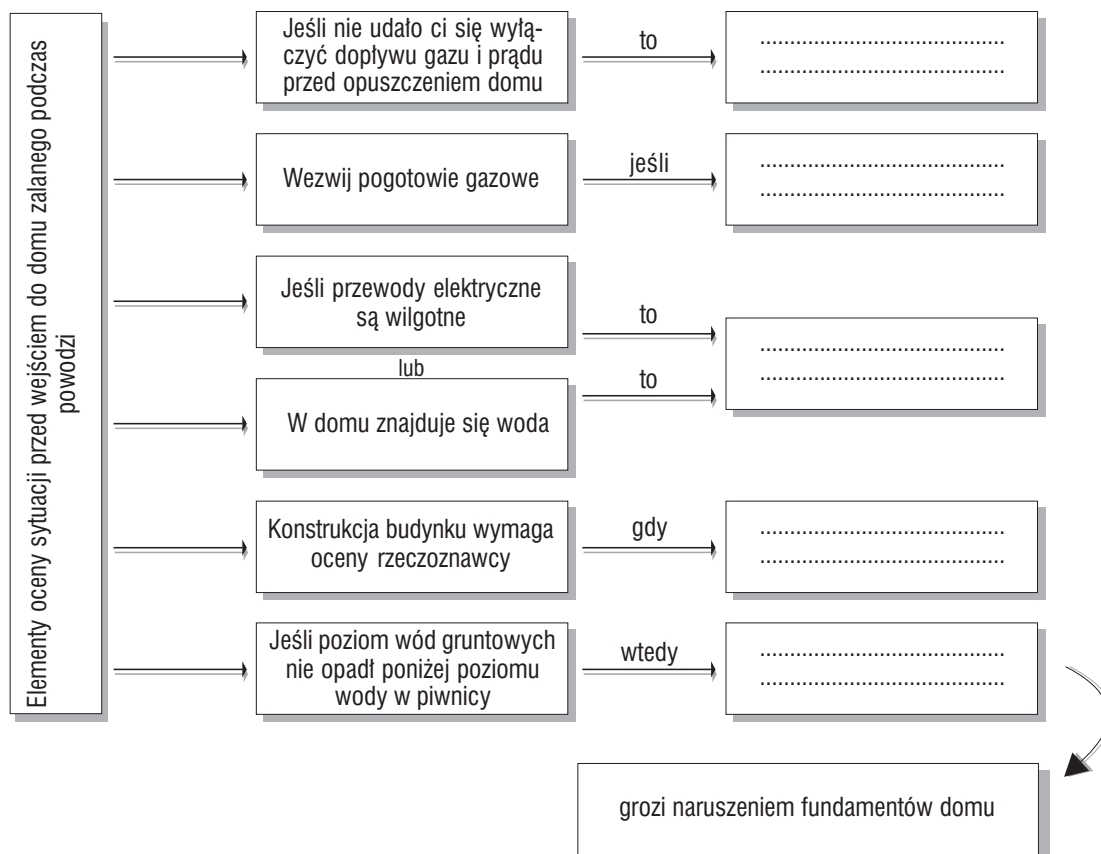 Elementy oceny sytuacji przed wejściem do domu zalanego podczas
powodzi
Jeśli nie udało ci się wyłą-
czyć dopływu gazu i prądu
przed opuszczeniem domu
to
..........................................
..........................................
Wezwij pogotowie gazowe
jeśli
..........................................
..........................................
Jeśli przewody elektryczne
są wilgotne
to
lub
W domu znajduje się woda
to
..........................................
..........................................
Konstrukcja budynku wymaga
oceny rzeczoznawcy
gdy
..........................................
..........................................
Jeśli poziom wód gruntowych
nie opadł poniżej poziomu
wody w piwnicy
wtedy
..........................................
..........................................
grozi naruszeniem fundamentów domu